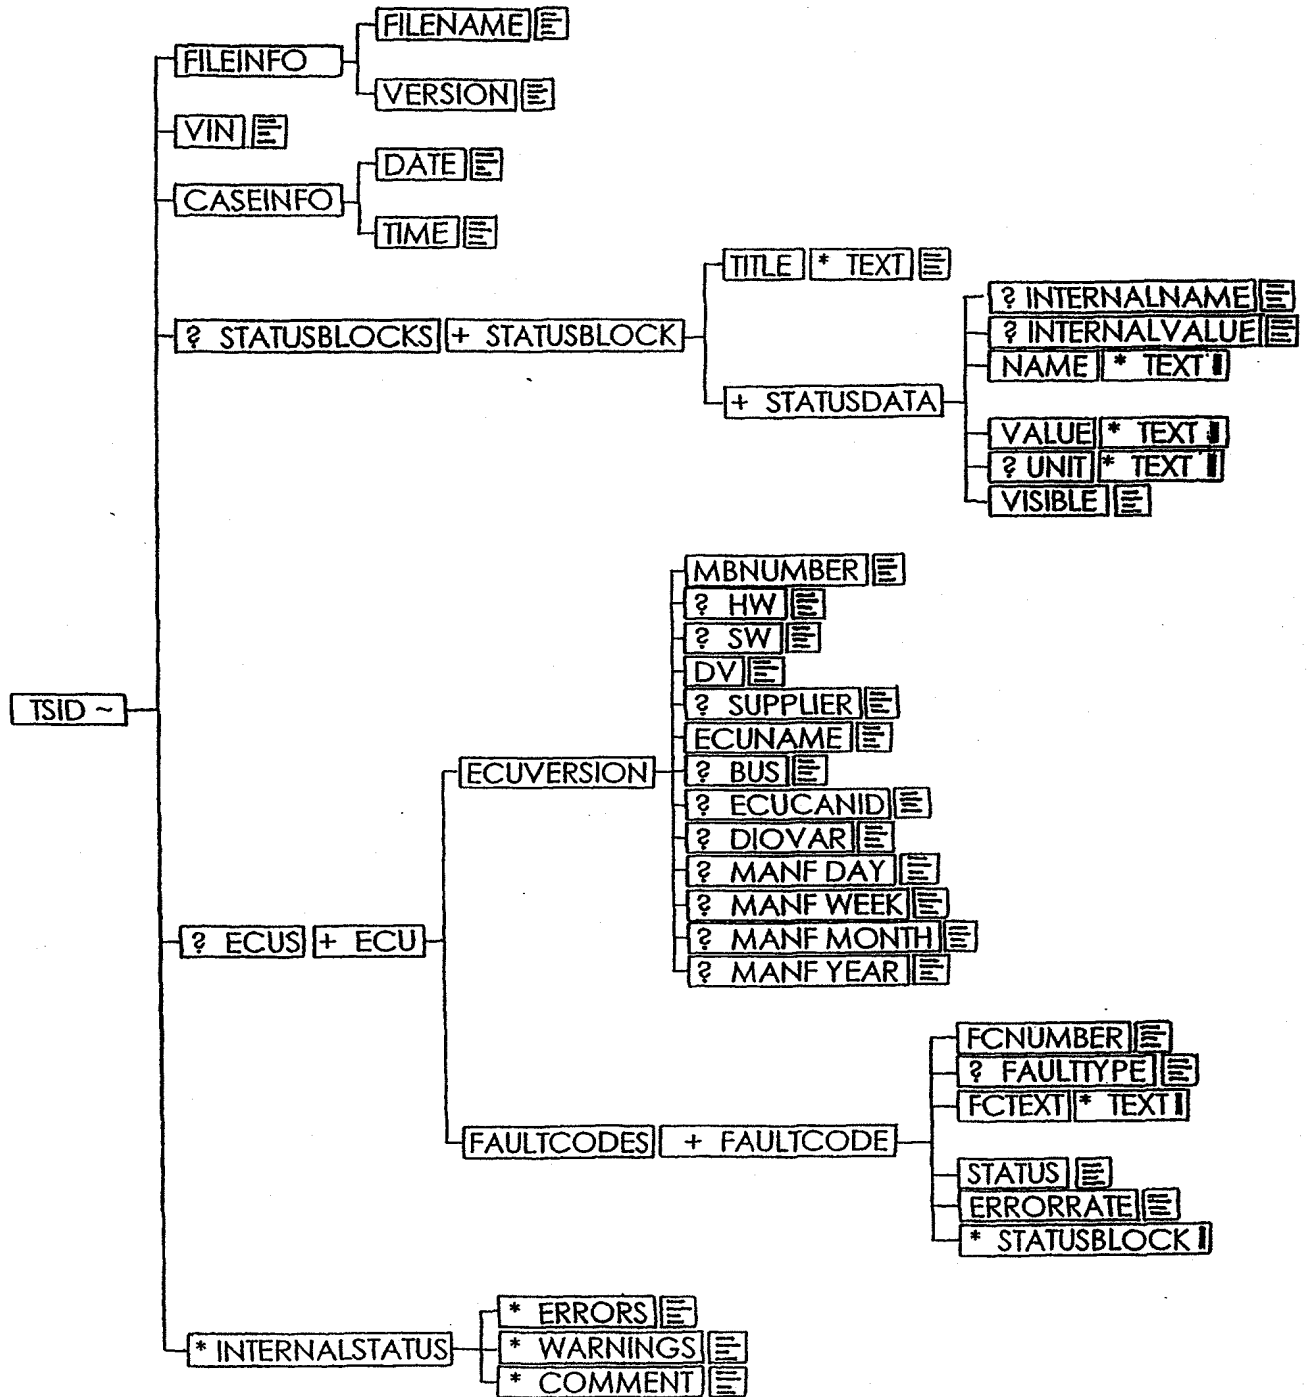 FILENAME
FILEINFO
VERSION
VIN
DATE
CASEINFO
TIME
TITLE * TEXT
? INTERNALNAME
? STATUSBLOCKS + STATUSBLOCK
? INTERNALVALUE
NAME * TEXT
+ STATUSDATA
VALUE * TEXT
? UNIT * TEXT
VISIBLE
MBNUMBER
? HW
? SW
DV
TSID ~
? SUPPLIER
ECUNAME
ECUVERSION
? BUS
? ECUCANID
? DIOVAR
? MANF DAY
? MANF WEEK
? ECUS + ECU
? MANF MONTH
? MANF YEAR
FCNUMBER
? FAULTTYPE
FCTEXT * TEXT
FAULTCODES + FAULTCODE
STATUS
ERRORRATE
* STATUSBLOCK
* ERRORS
* INTERNALSTATUS
* WARNINGS
* COMMENT